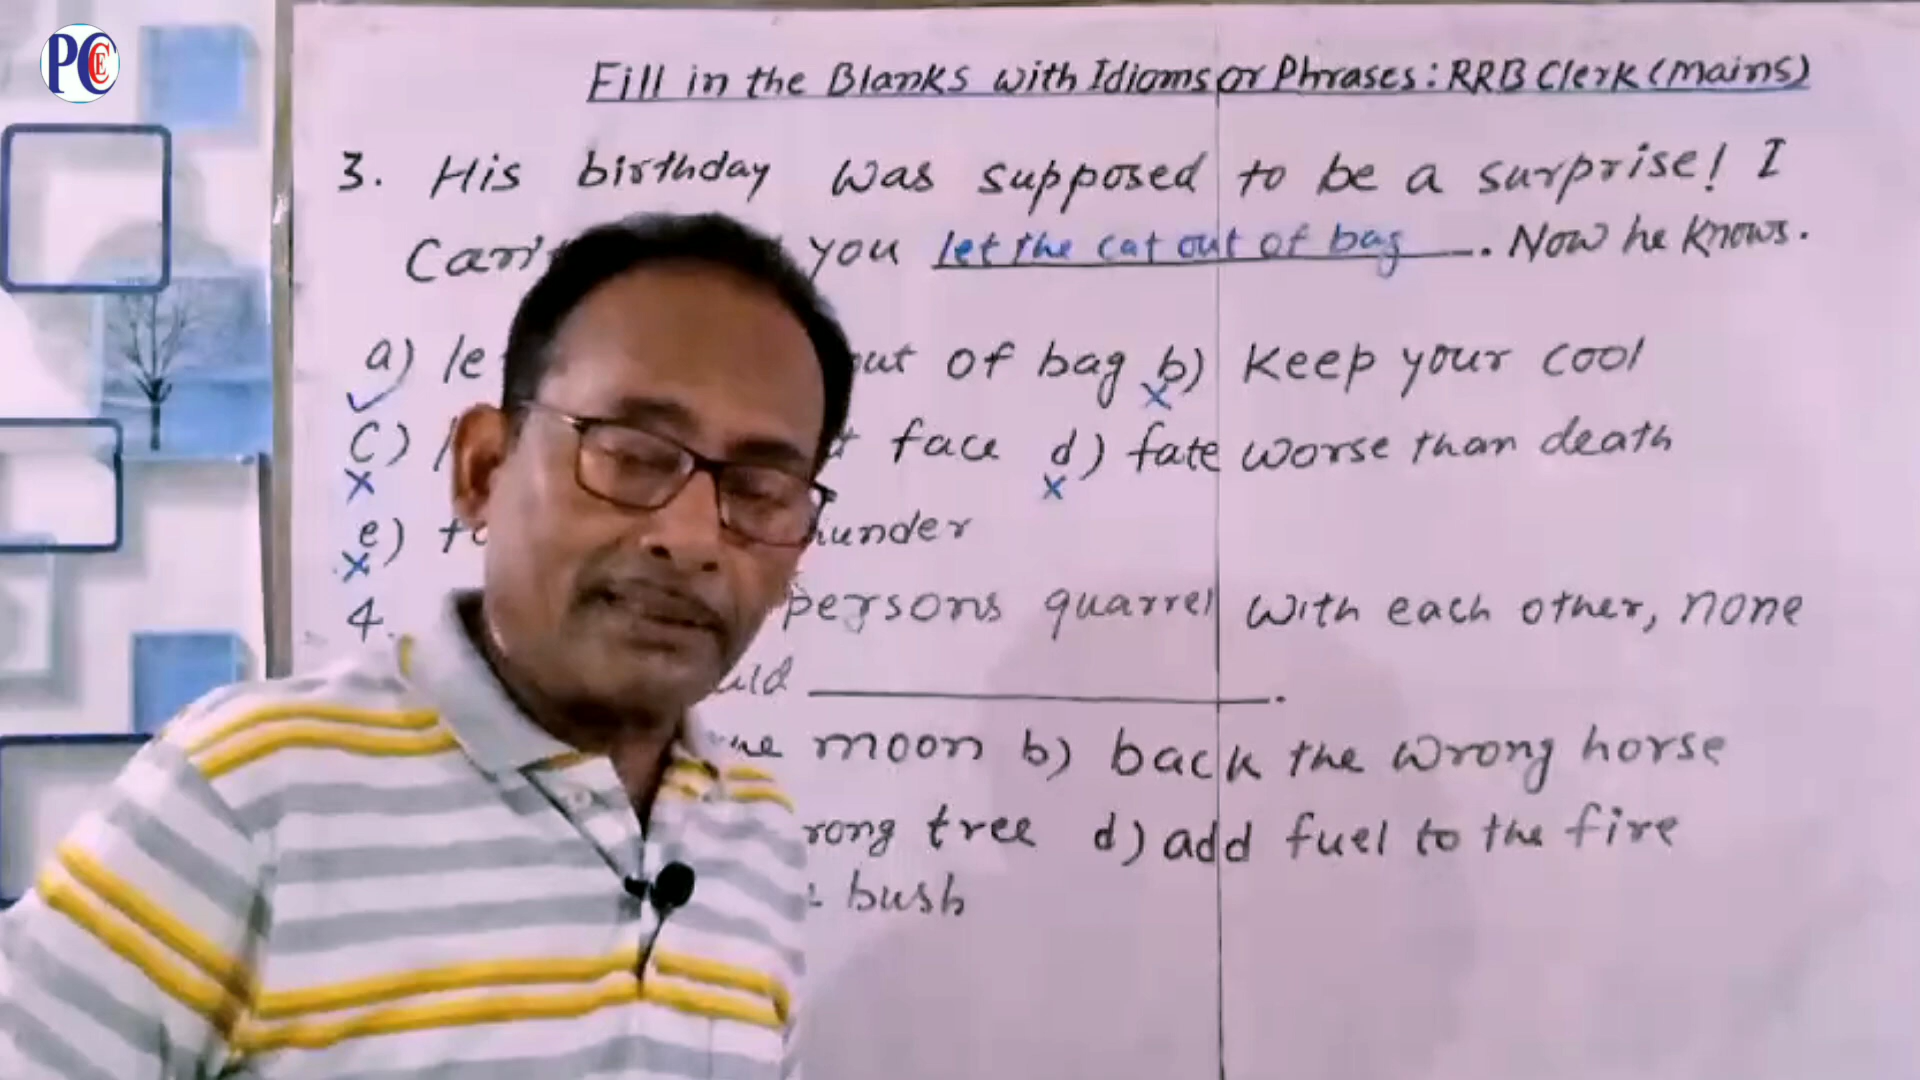 PCCE
Fill in the Blanks with Idioms or Phrases: RRB Clerk (Mains)
3. His birthday was supposed to be a surprise! I
you let the cat out of bag. Now he knows.
a) out of bag b) keep your cool
c) face d) fate worse than death
e)
4. persons quarrel with each other, none
.
moon b) back the wrong horse
tree d) add fuel to the fire
bush